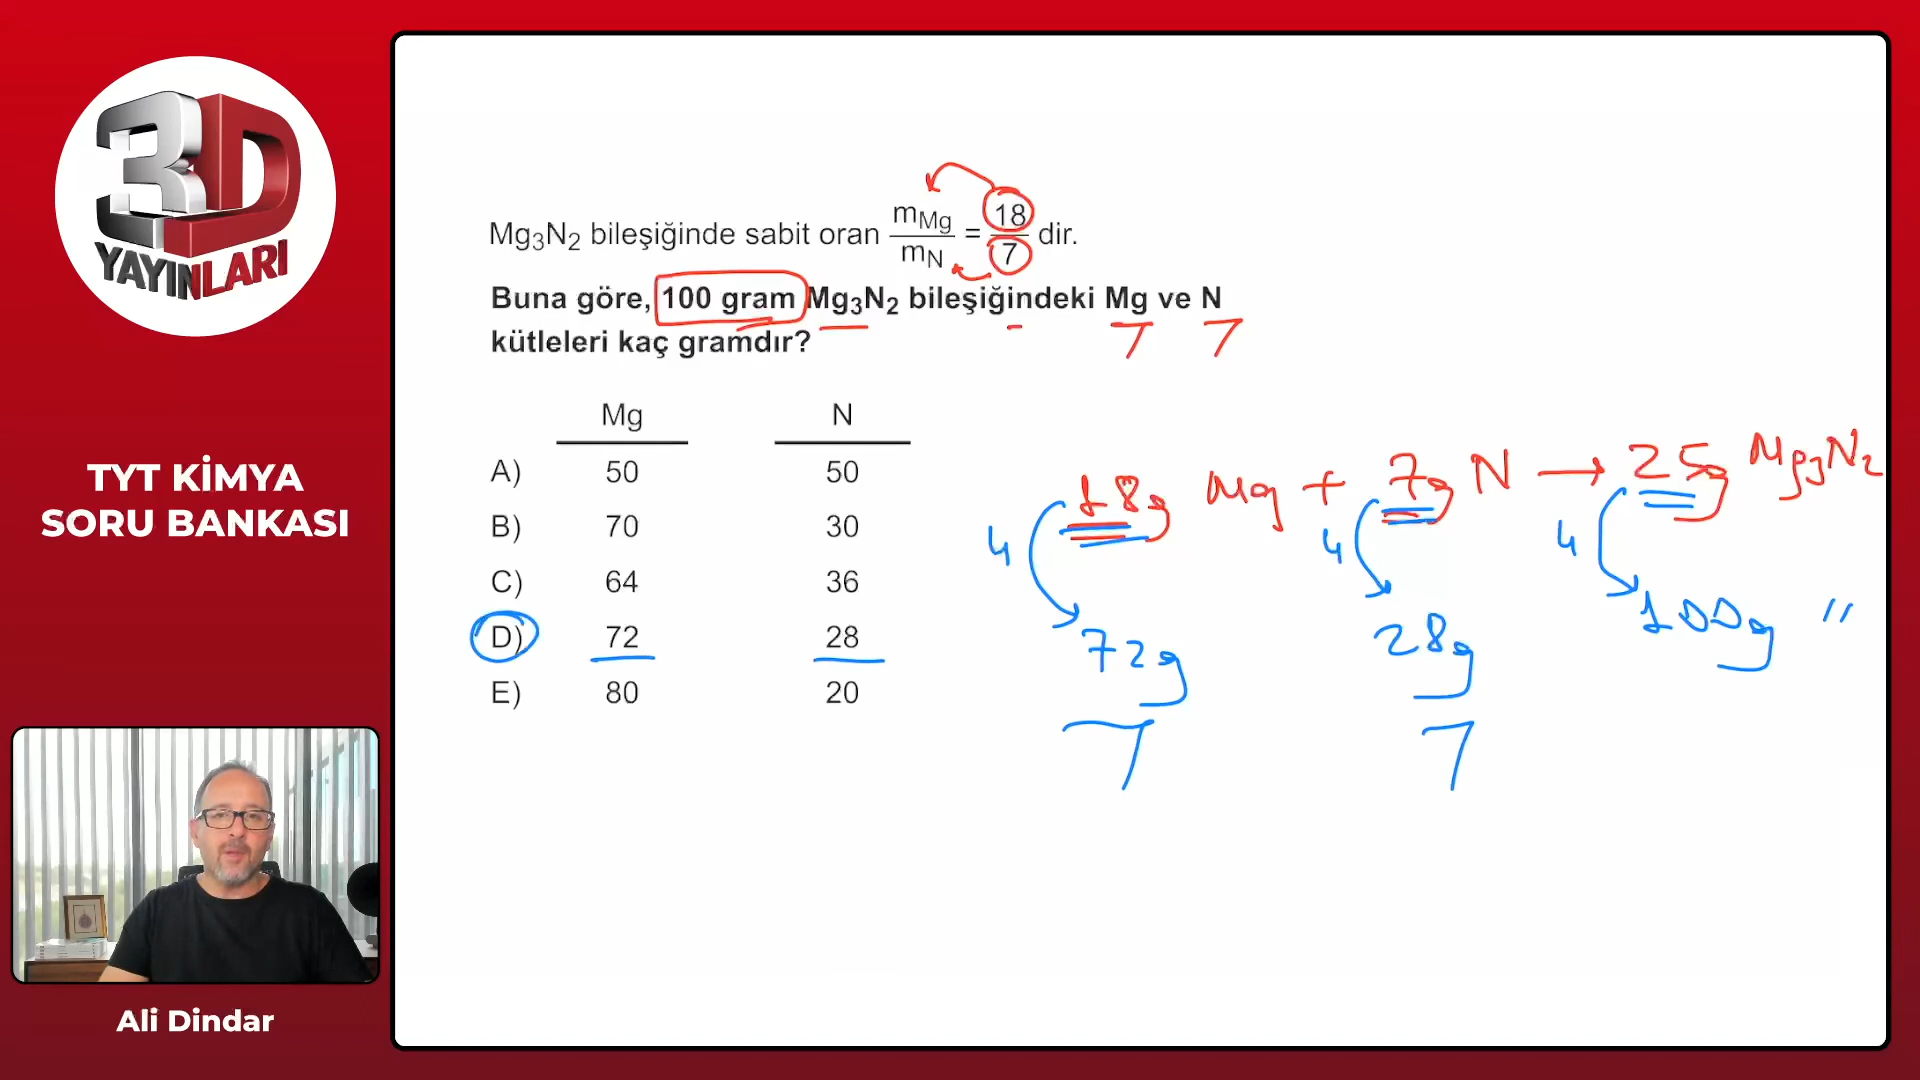 3D
YAYINLARI
TYT KİMYA
SORU BANKASI
Ali Dindar
Mg₃N₂ bileşiğinde sabit oran m_Mg / m_N = 18 / 7 dir.
Buna göre, 100 gram Mg₃N₂ bileşiğindeki Mg ve N
kütleleri kaç gramdır?
Mg N
A) 50 50
B) 70 30
C) 64 36
D) 72 28
E) 80 20
18g Mg + 7g N → 25g Mg₃N₂
4 4 4
72g 28g 100g "